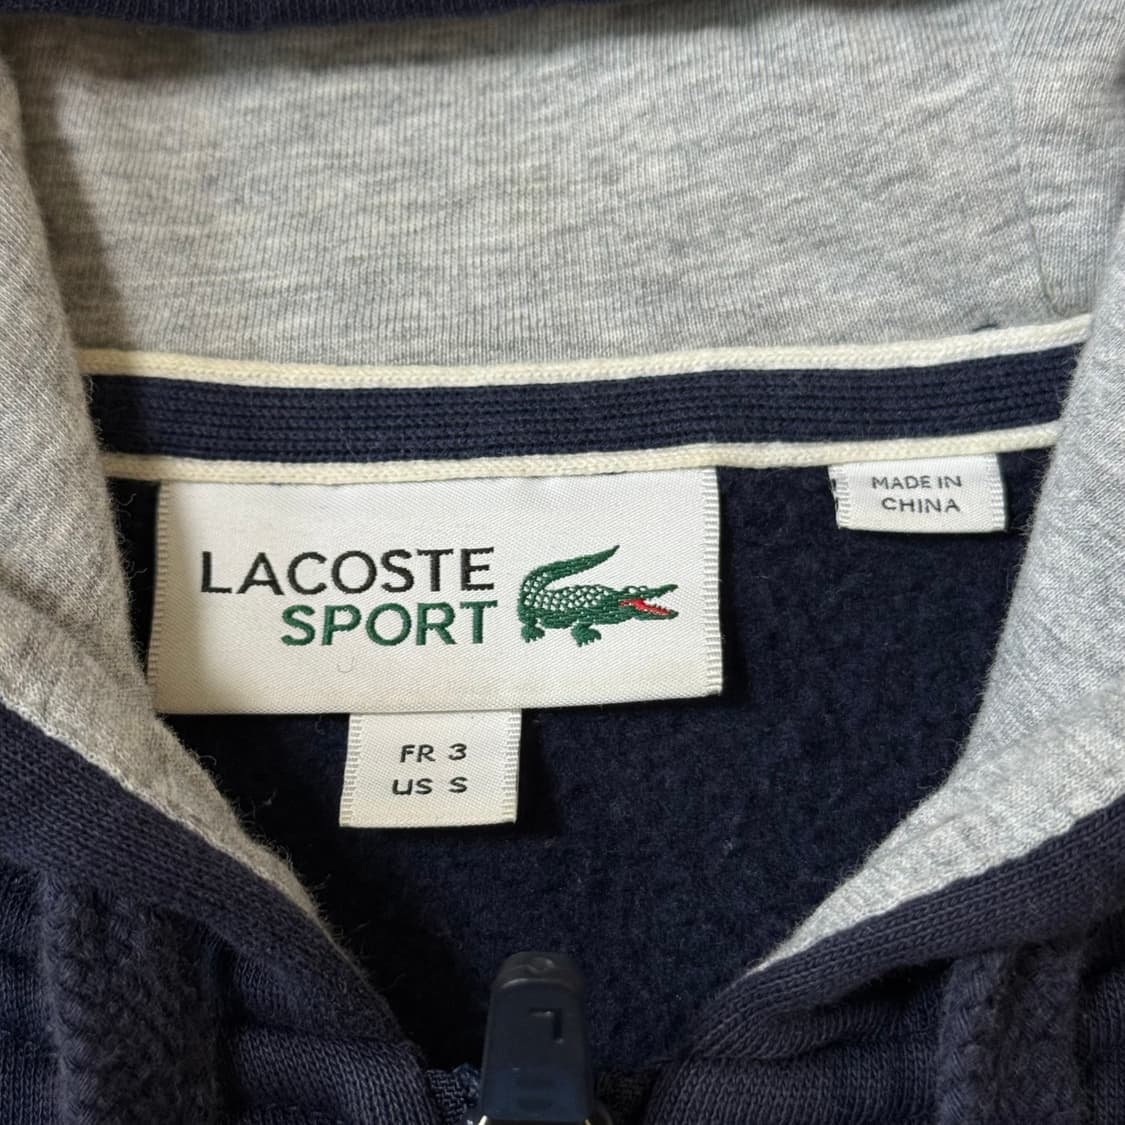 LACOSTE
SPORT
MADE IN
CHINA
FR 3
US S